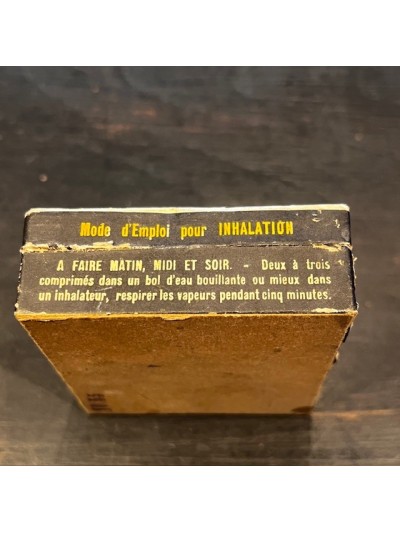 Mode d'Emploi pour INHALATION
A FAIRE MATIN, MIDI ET SOIR. - Deux à trois
comprimés dans un bol d'eau bouillante ou mieux dans
un inhalateur, respirer les vapeurs pendant cinq minutes.